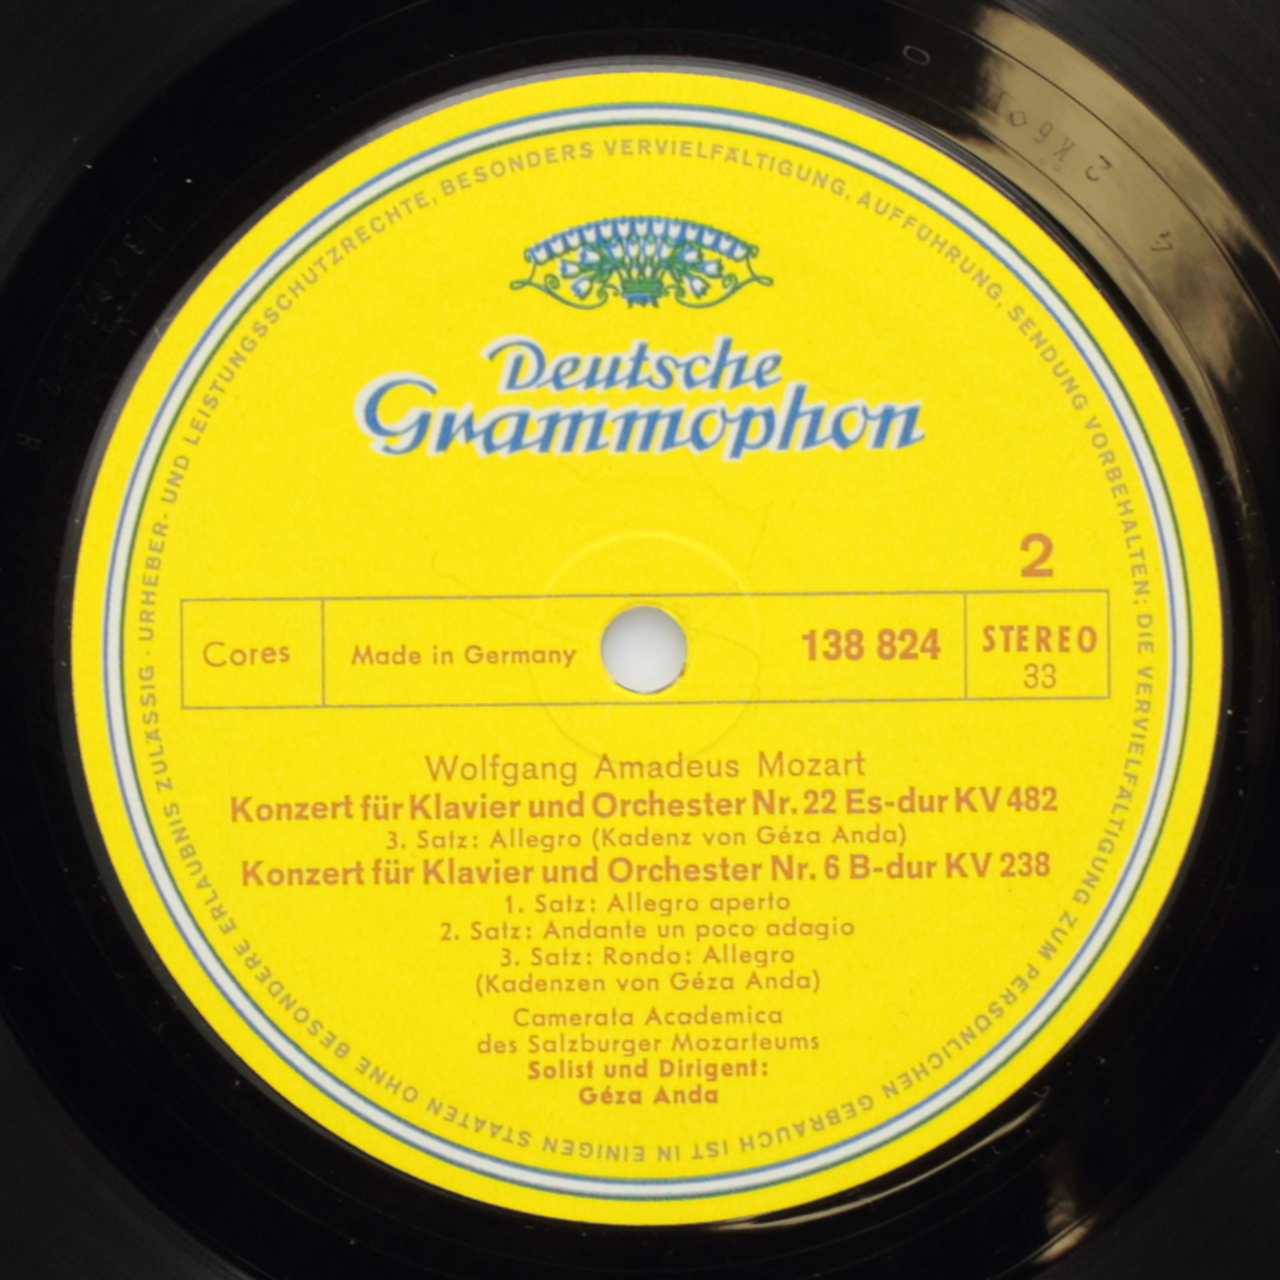 URHEBER- UND LEISTUNGSSCHUTZRECHTE, BESONDERS VERVIELFÄLTIGUNG, AUFFÜHRUNG, SENDUNG VORBEHALTEN; DIE VERVIELFÄLTIGUNG ZUM PERSÖNLICHEN GEBRAUCH IST IN EINIGEN STAATEN OHNE BESONDERE ERLAUBNIS ZULÄSSIG ·
Deutsche
Grammophon
2
Cores
Made in Germany
138 824
STEREO
33
Wolfgang Amadeus Mozart
Konzert für Klavier und Orchester Nr. 22 Es-dur KV 482
3. Satz: Allegro (Kadenz von Géza Anda)
Konzert für Klavier und Orchester Nr. 6 B-dur KV 238
1. Satz: Allegro aperto
2. Satz: Andante un poco adagio
3. Satz: Rondo: Allegro
(Kadenzen von Géza Anda)
Camerata Academica
des Salzburger Mozarteums
Solist und Dirigent:
Géza Anda